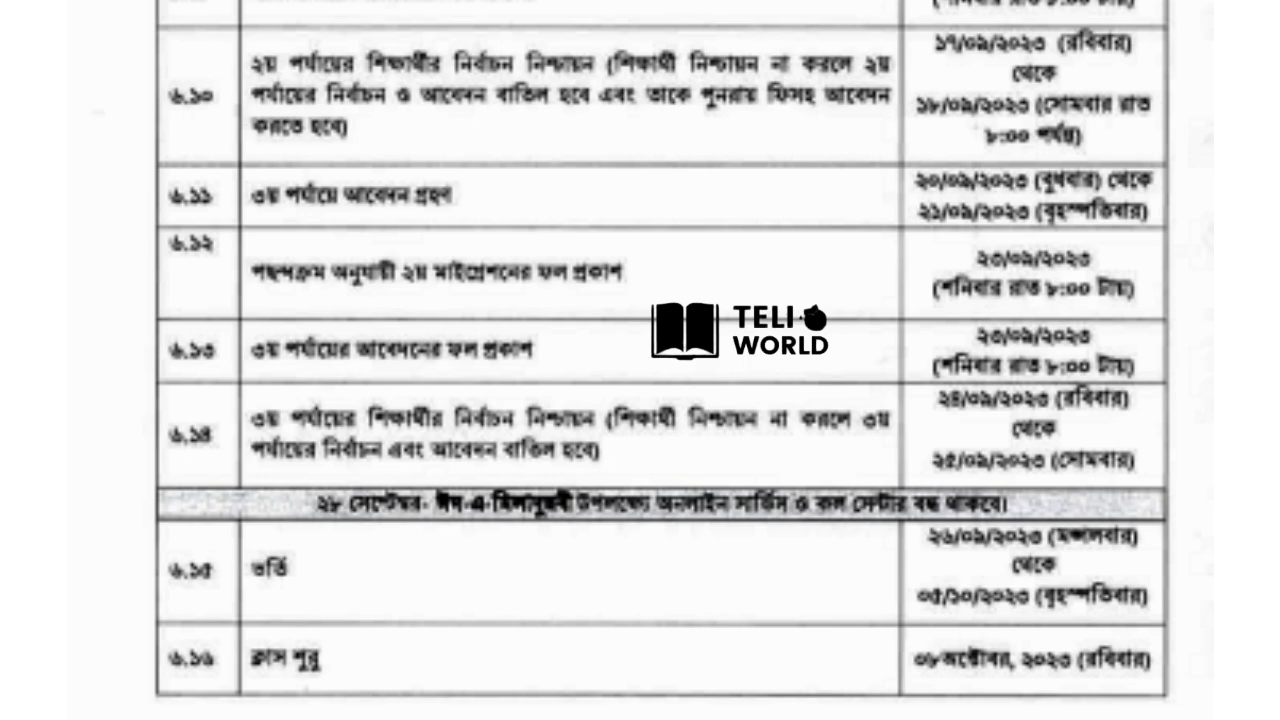 (শনিবার রাত ৮:০০ টায়)
৬.১০
২য় পর্যায়ের শিক্ষার্থীর নির্বাচন নিশ্চায়ন (শিক্ষার্থী নিশ্চায়ন না করলে ২য়
পর্যায়ের নির্বাচন ও আবেদন বাতিল হবে এবং তাকে পুনরায় ফিসহ আবেদন
করতে হবে)
১৭/০৯/২০২৩ (রবিবার)
থেকে
১৮/০৯/২০২৩ (সোমবার রাত
৮:০০ পর্যন্ত)
৬.১১
৩য় পর্যায়ে আবেদন গ্রহণ
২০/০৯/২০২৩ (বুধবার) থেকে
২১/০৯/২০২৩ (বৃহস্পতিবার)
৬.১২
পছন্দক্রম অনুযায়ী ২য় মাইগ্রেশনের ফল প্রকাশ
২৩/০৯/২০২৩
(শনিবার রাত ৮:০০ টায়)
৬.১৩
৩য় পর্যায়ের আবেদনের ফল প্রকাশ
TELI
WORLD
২৩/০৯/২০২৩
(শনিবার রাত ৮:০০ টায়)
৬.১৪
৩য় পর্যায়ের শিক্ষার্থীর নির্বাচন নিশ্চায়ন (শিক্ষার্থী নিশ্চায়ন না করলে ৩য়
পর্যায়ের নির্বাচন এবং আবেদন বাতিল হবে)
২৪/০৯/২০২৩ (রবিবার)
থেকে
২৫/০৯/২০২৩ (সোমবার)
২৮ সেপ্টেম্বর- ঈদ-এ-মিলাদুন্নবী উপলক্ষ্যে অনলাইন সার্ভিস ও কল সেন্টার বন্ধ থাকবে।
৬.১৫
ভর্তি
২৬/০৯/২০২৩ (মঙ্গলবার)
থেকে
০৫/১০/২০২৩ (বৃহস্পতিবার)
৬.১৬
ক্লাস শুরু
০৮অক্টোবর, ২০২৩ (রবিবার)